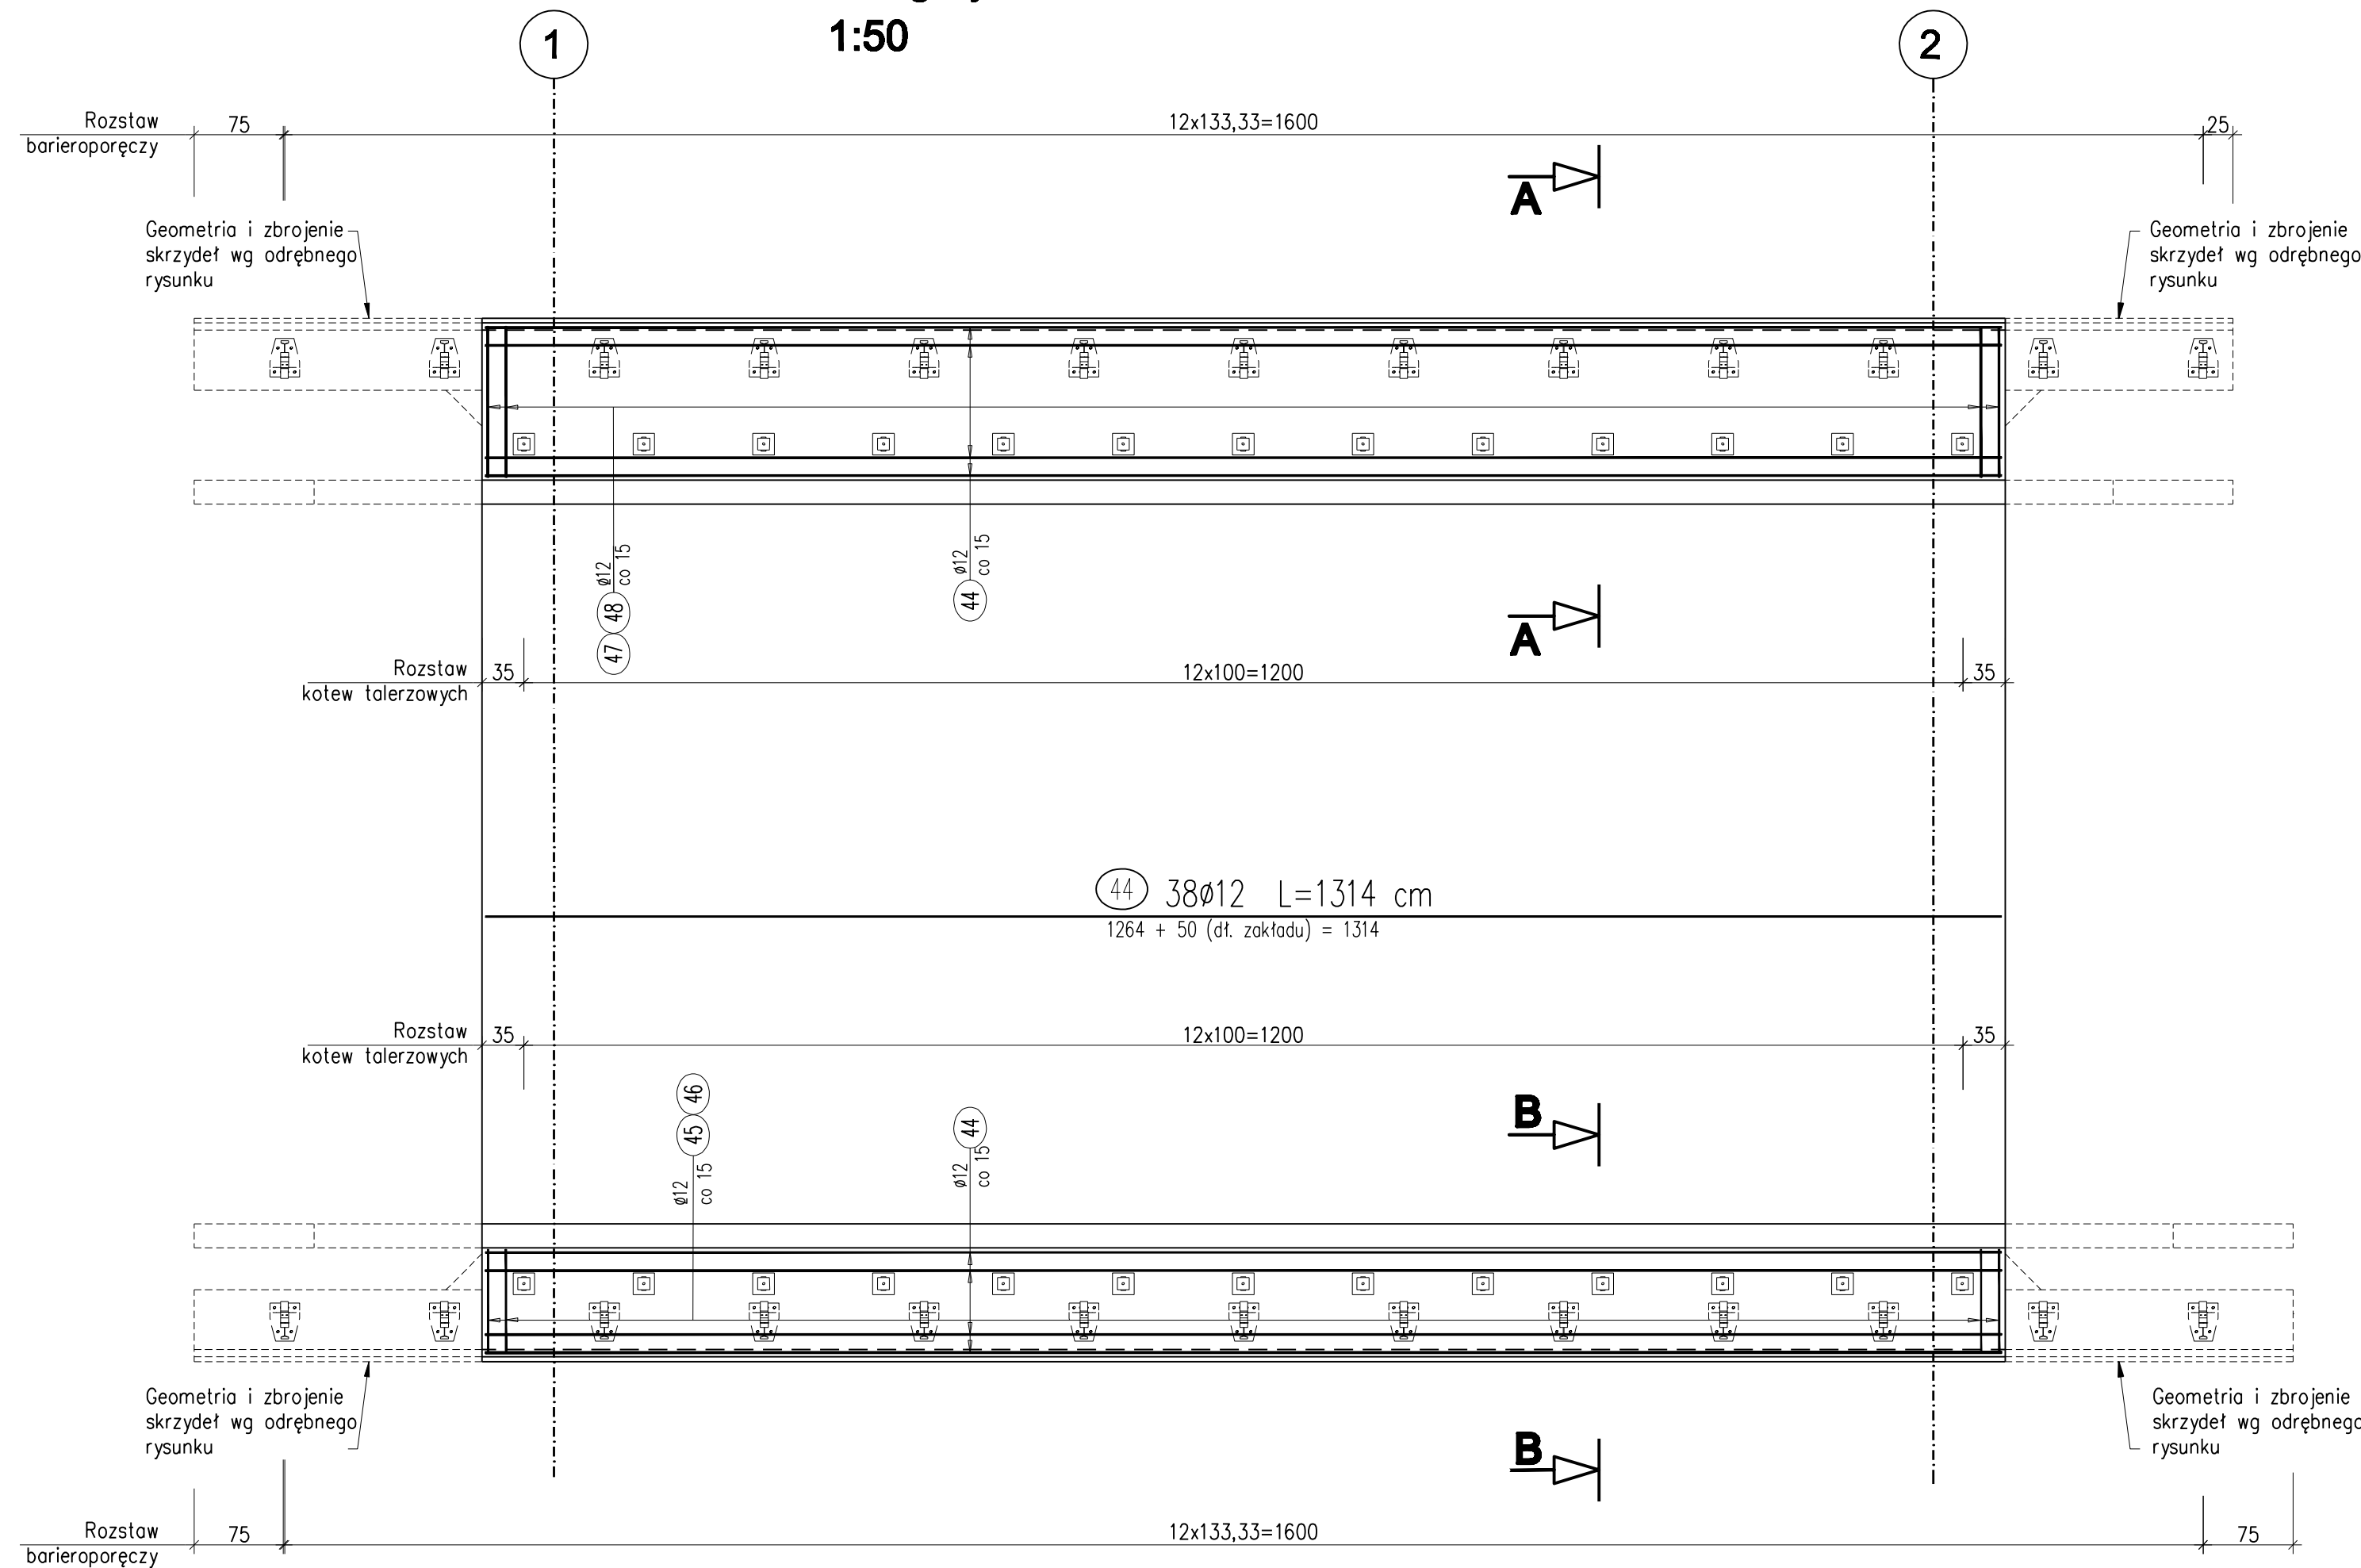 1
1:50
2
Rozstaw
barieroporęczy
75
12x133,33=1600
25
A
Geometria i zbrojenie
skrzydeł wg odrębnego
rysunku
Geometria i zbrojenie
skrzydeł wg odrębnego
rysunku
ø12
co 15
48
47
ø12
co 15
44
A
Rozstaw
kotew talerzowych
35
12x100=1200
35
44 38ø12 L=1314 cm
1264 + 50 (dł. zakładu) = 1314
Rozstaw
kotew talerzowych
35
12x100=1200
35
46
45
ø12
co 15
44
ø12
co 15
B
Geometria i zbrojenie
skrzydeł wg odrębnego
rysunku
Geometria i zbrojenie
skrzydeł wg odrębnego
rysunku
B
Rozstaw
barieroporęczy
75
12x133,33=1600
75